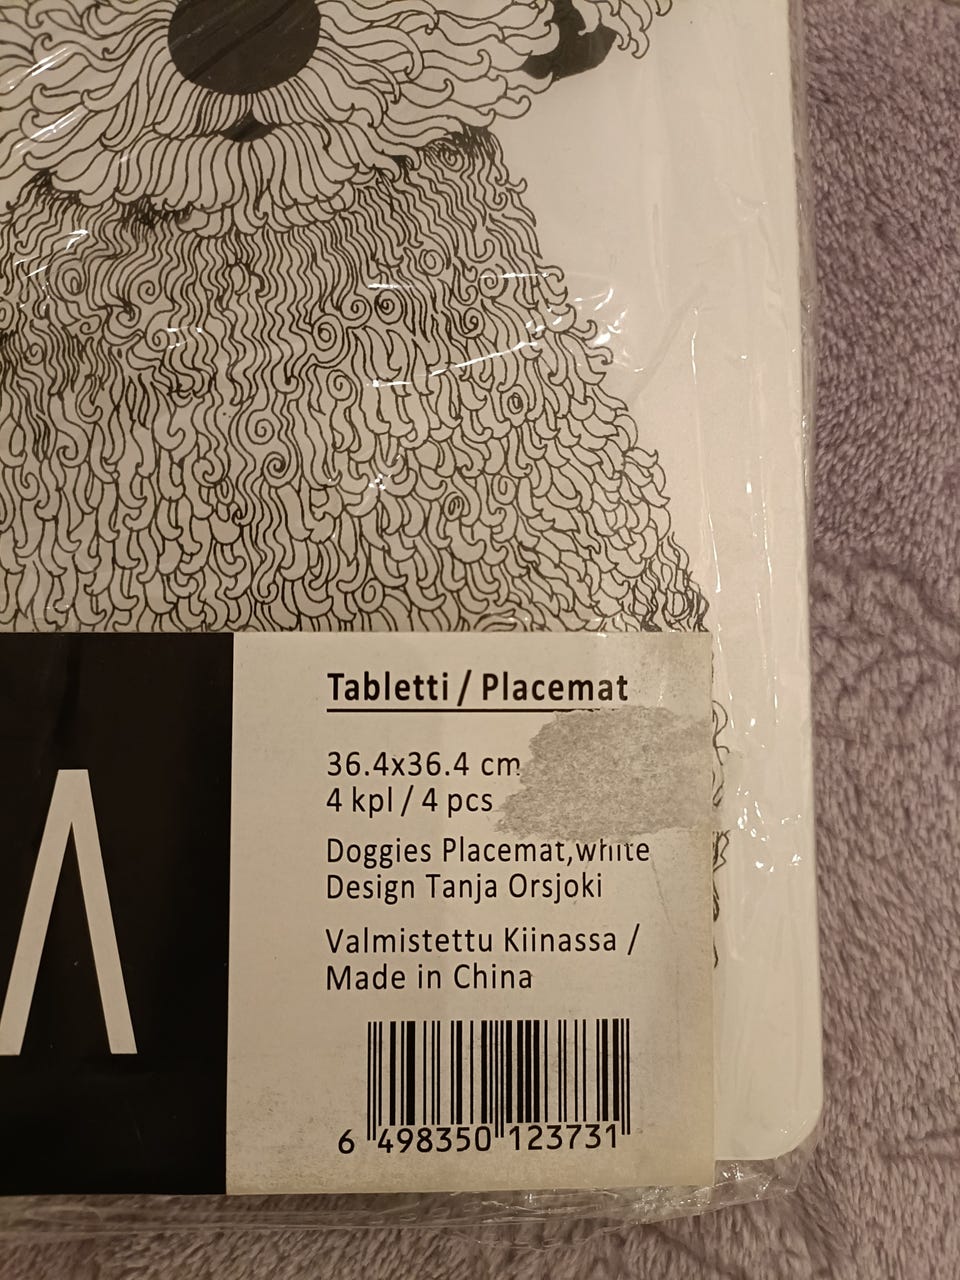 Tabletti / Placemat
36.4x36.4 cm
4 kpl / 4 pcs
Doggies Placemat,white
Design Tanja Orsjoki
Valmistettu Kiinassa /
Made in China
6 498350 123731